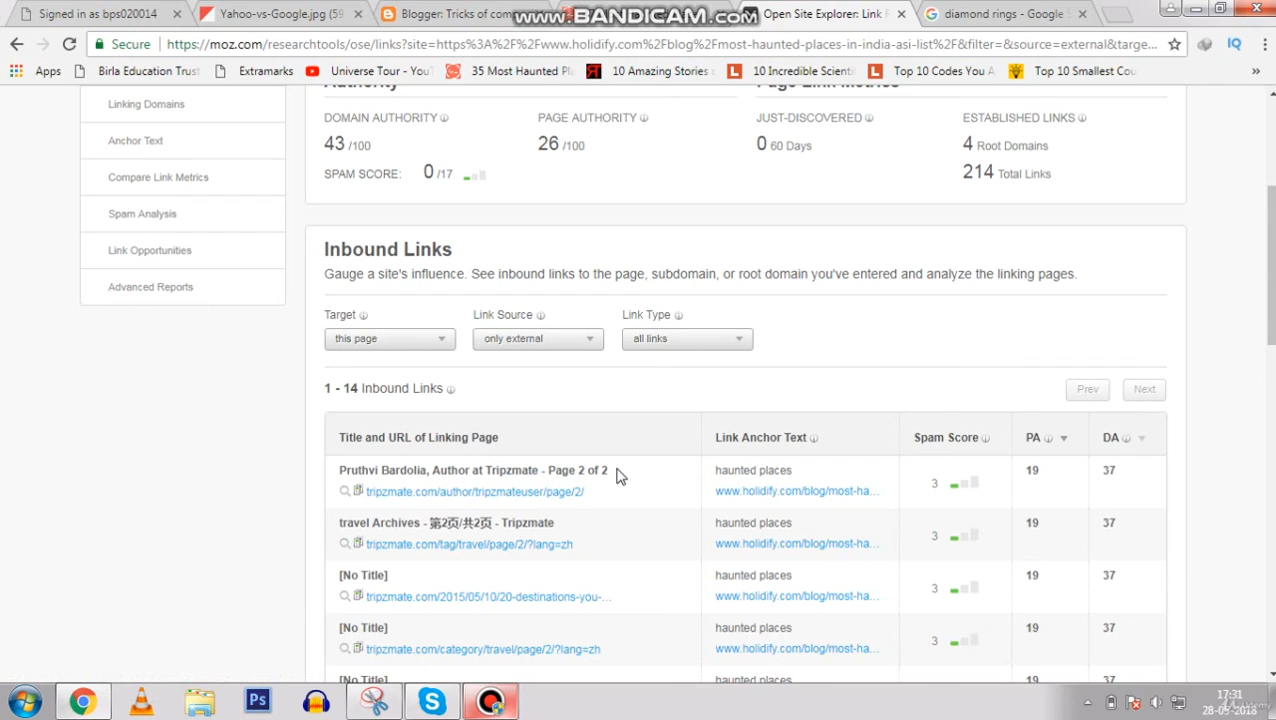 Signed in as bps020014
Yahoo-vs-Google.jpg (59
Blogger: Tricks of com
www.BANDICAM.com
Open Site Explorer: Link R
diamond rings - Google S
Secure
https://moz.com/researchtools/ose/links?site=https%3A%2F%2Fwww.holidify.com%2Fblog%2Fmost-haunted-places-in-india-asi-list%2F&filter=&source=external&targe...
Apps
Birla Education Trust
Extramarks
Universe Tour - You
35 Most Haunted Pla
10 Amazing Stories o
10 Incredible Scienti
Top 10 Codes You A
Top 10 Smallest Cou
»
Linking Domains
Anchor Text
Compare Link Metrics
Spam Analysis
Link Opportunities
Advanced Reports
Authority
Page Link Metrics
DOMAIN AUTHORITY
PAGE AUTHORITY
JUST-DISCOVERED
ESTABLISHED LINKS
43 /100
26 /100
0 60 Days
4 Root Domains
SPAM SCORE: 0 /17
214 Total Links
Inbound Links
Gauge a site's influence. See inbound links to the page, subdomain, or root domain you've entered and analyze the linking pages.
Target
Link Source
Link Type
this page
only external
all links
1 - 14 Inbound Links
Prev
Next
Title and URL of Linking Page
Link Anchor Text
Spam Score
PA
DA
Pruthvi Bardolia, Author at Tripzmate - Page 2 of 2
haunted places
19
37
tripzmate.com/author/tripzmateuser/page/2/
www.holidify.com/blog/most-ha...
3
travel Archives - 第2页/共2页 - Tripzmate
haunted places
19
37
tripzmate.com/tag/travel/page/2/?lang=zh
www.holidify.com/blog/most-ha...
3
[No Title]
haunted places
19
37
tripzmate.com/2015/05/10/20-destinations-you-...
www.holidify.com/blog/most-ha...
3
[No Title]
haunted places
19
37
tripzmate.com/category/travel/page/2/?lang=zh
www.holidify.com/blog/most-ha...
3
[No Title]
haunted places
19
37
17:31
28-05-2018